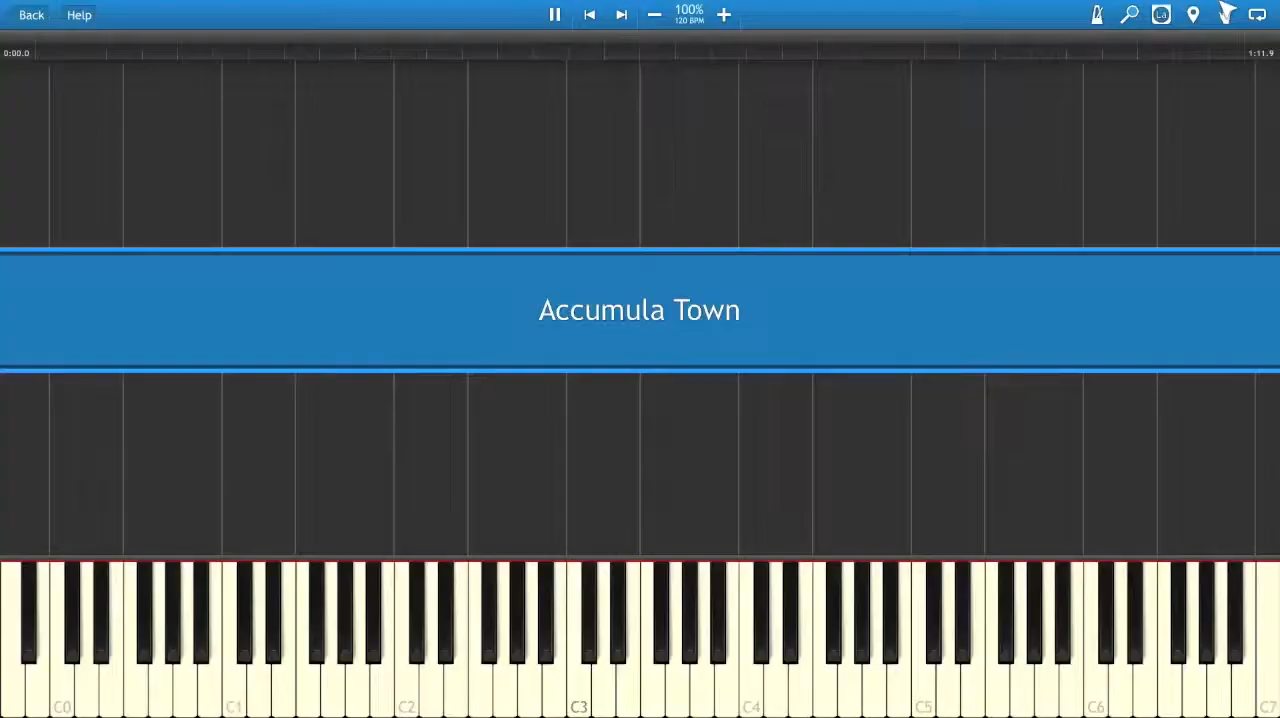 Back Help 100%
120 BPM
La
0:00.0 1:11.9
Accumula Town
C0 C1 C2 C3 C4 C5 C6 C7